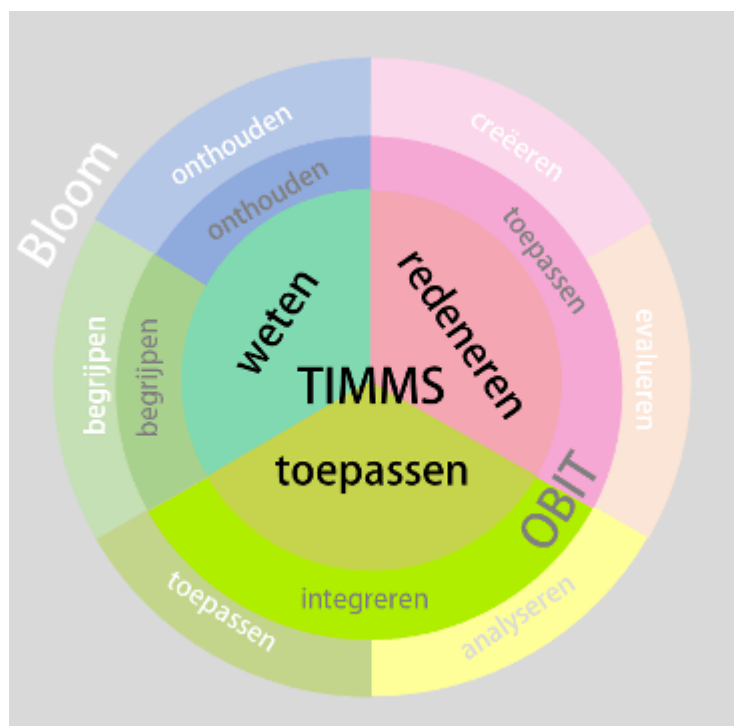 Bloom
onthouden
creëeren
onthouden
toepassen
weten
redeneren
begrijpen
begrijpen
TIMMS
evalueren
toepassen
OBIT
integreren
toepassen
analyseren